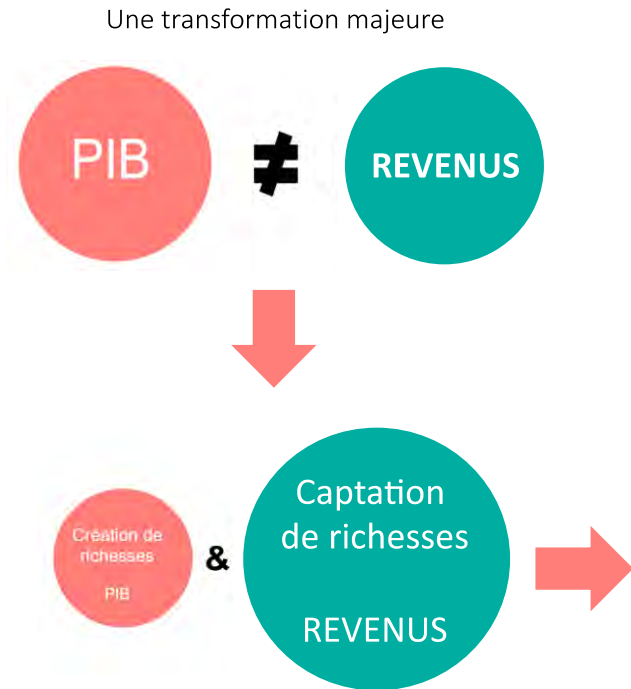 Une transformation majeure
PIB
≠
REVENUS
Création de
richesses
PIB
&
Captation
de richesses
REVENUS